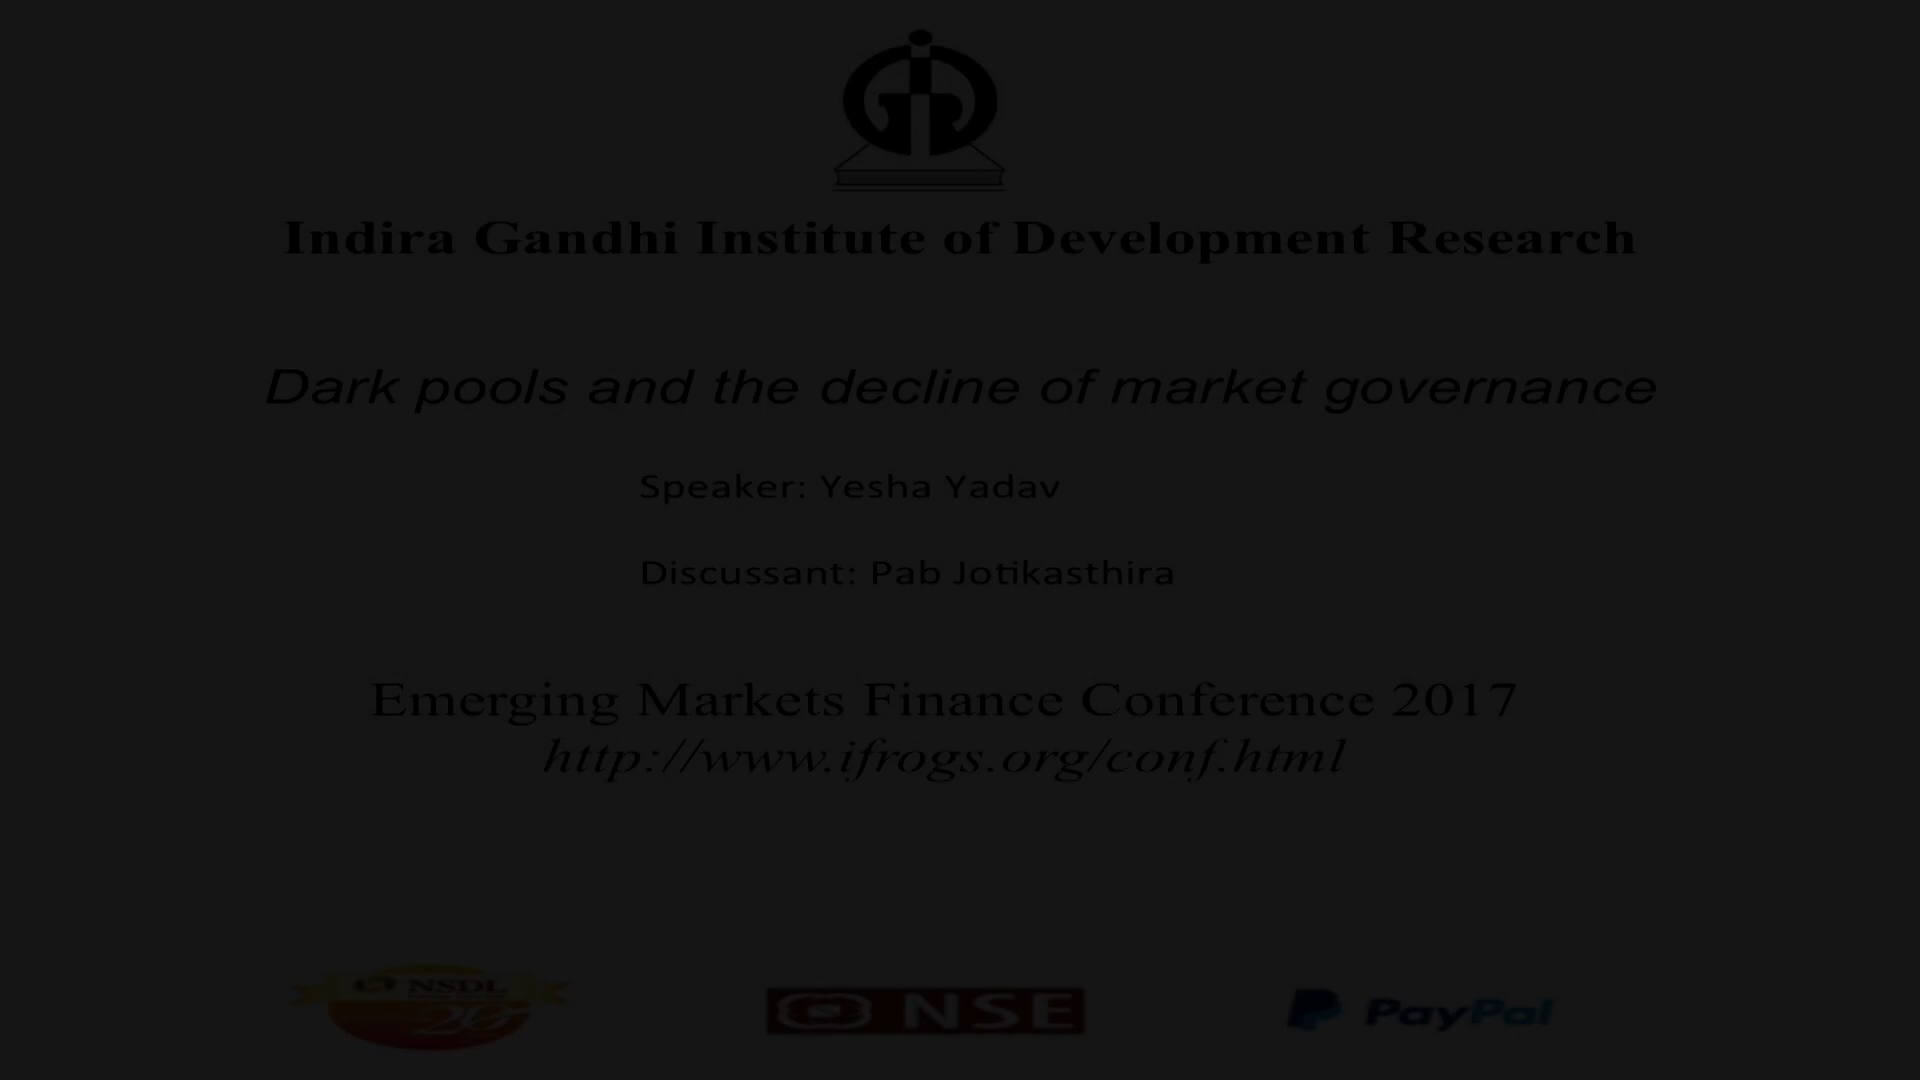 Indira Gandhi Institute of Development Research
Dark pools and the decline of market governance
Speaker: Yesha Yadav
Discussant: Pab Jotikasthira
Emerging Markets Finance Conference 2017
http://www.ifrogs.org/conf.html
NSDL
NSE
PayPal